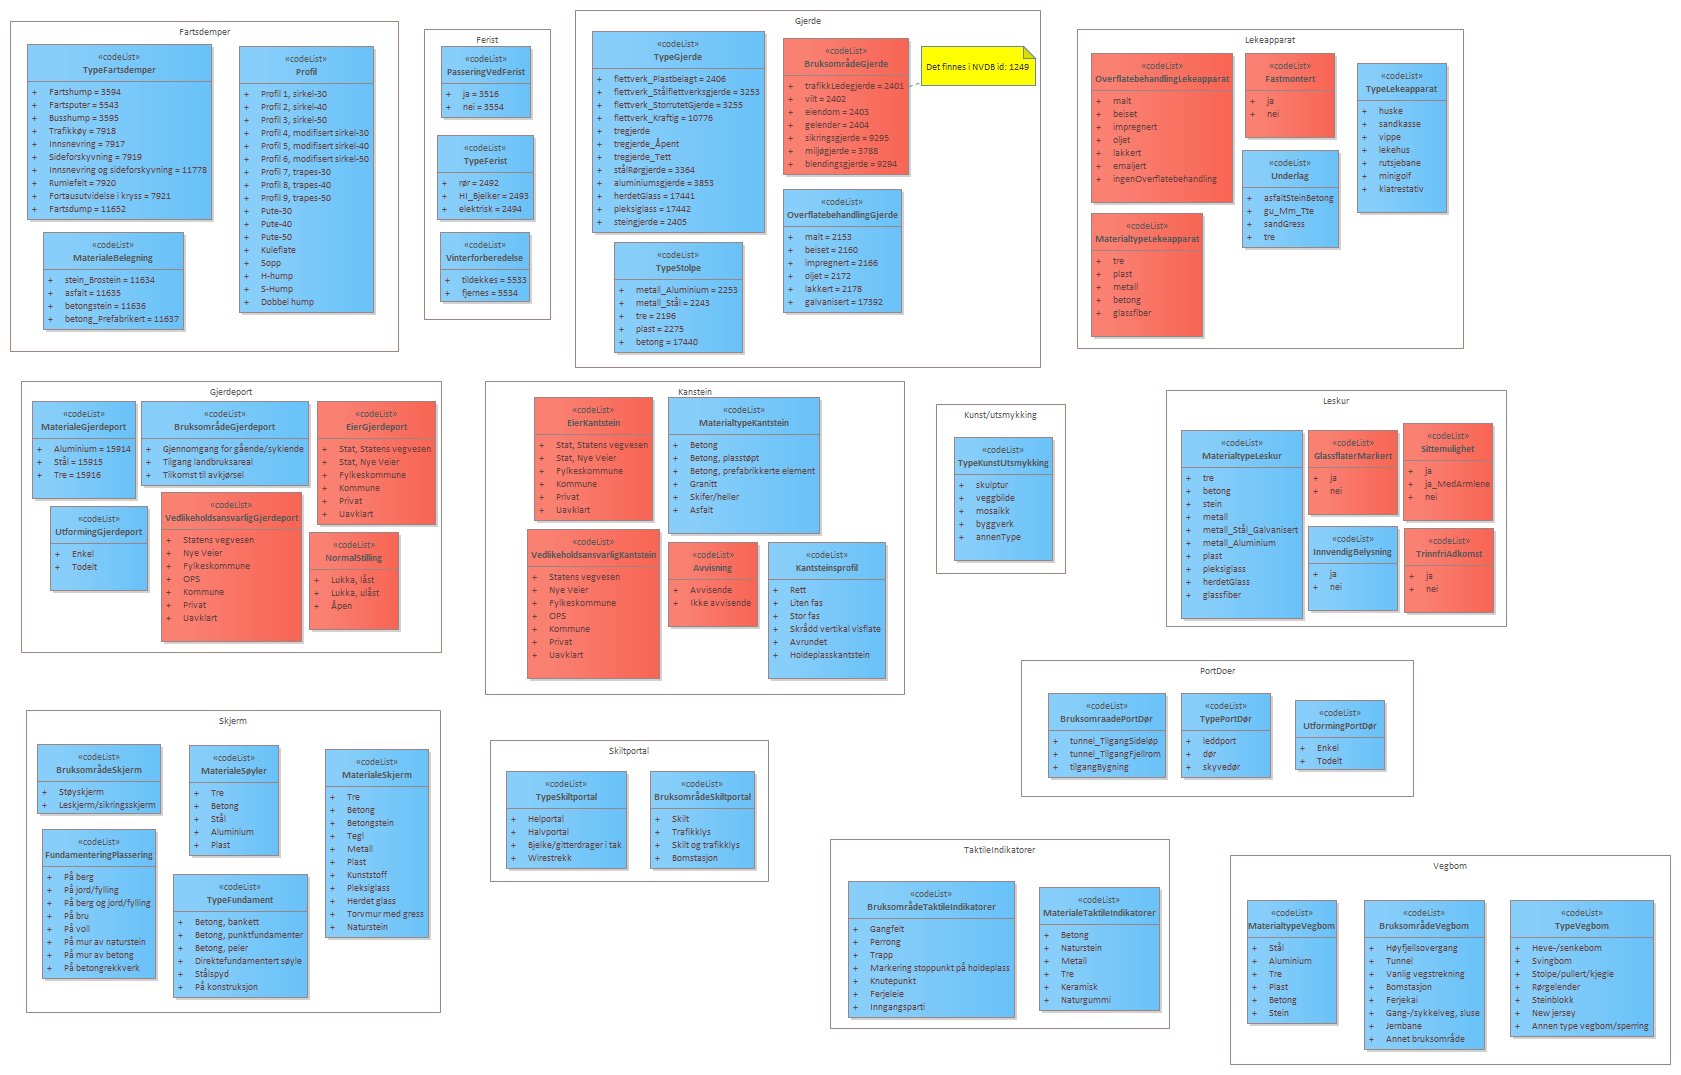 Fartsdemper
«codeList»
TypeFartsdemper
+ Fartshump = 3594
+ Fartsputer = 5543
+ Busshump = 3595
+ Trafikkøy = 7918
+ Innsnevring = 7917
+ Sideforskyvning = 7919
+ Innsnevring og sideforskyvning = 11778
+ Rumlefelt = 7920
+ Fortausutvidelse i kryss = 7921
+ Fartsdump = 11652
«codeList»
Profil
+ Profil 1, sirkel-30
+ Profil 2, sirkel-40
+ Profil 3, sirkel-50
+ Profil 4, modifisert sirkel-30
+ Profil 5, modifisert sirkel-40
+ Profil 6, modifisert sirkel-50
+ Profil 7, trapes-30
+ Profil 8, trapes-40
+ Profil 9, trapes-50
+ Pute-30
+ Pute-40
+ Pute-50
+ Kuleflate
+ Sopp
+ H-hump
+ S-Hump
+ Dobbel hump
«codeList»
MaterialeBelegning
+ stein_Brostein = 11634
+ asfalt = 11635
+ betongstein = 11636
+ betong_Prefabrikert = 11637
Ferist
«codeList»
PasseringVedFerist
+ ja = 3516
+ nei = 3554
«codeList»
TypeFerist
+ rør = 2492
+ HI_Bjelker = 2493
+ elektrisk = 2494
«codeList»
Vinterforberedelse
+ tildekkes = 5533
+ fjernes = 5534
Gjerde
«codeList»
TypeGjerde
+ flettverk_Plastbelagt = 2406
+ flettverk_Stålflettverksgjerde = 3253
+ flettverk_StorrutetGjerde = 3255
+ flettverk_Kraftig = 10776
+ tregjerde
+ tregjerde_Åpent
+ tregjerde_Tett
+ stålRørgjerde = 3364
+ aluminiumsgjerde = 3853
+ herdetGlass = 17441
+ pleksiglass = 17442
+ steingjerde = 2405
«codeList»
BruksområdeGjerde
+ trafikkLedegjerde = 2401
+ vilt = 2402
+ eiendom = 2403
+ gelender = 2404
+ sikringsgjerde = 9295
+ miljøgjerde = 3788
+ blendingsgjerde = 9294
Det finnes i NVDB id: 1249
«codeList»
OverflatebehandlingGjerde
+ malt = 2153
+ beiset = 2160
+ impregnert = 2166
+ oljet = 2172
+ lakkert = 2178
+ galvanisert = 17392
«codeList»
TypeStolpe
+ metall_Aluminium = 2253
+ metall_Stål = 2243
+ tre = 2196
+ plast = 2275
+ betong = 17440
Lekeapparat
«codeList»
OverflatebehandlingLekeapparat
+ malt
+ beiset
+ impregnert
+ oljet
+ lakkert
+ emaljert
+ ingenOverflatebehandling
«codeList»
Fastmontert
+ ja
+ nei
«codeList»
TypeLekeapparat
+ huske
+ sandkasse
+ vippe
+ lekehus
+ rutsjebane
+ minigolf
+ klatrestativ
«codeList»
Underlag
+ asfaltSteinBetong
+ gu_Mm_Tte
+ sandGress
+ tre
«codeList»
MaterialtypeLekeapparat
+ tre
+ plast
+ metall
+ betong
+ glassfiber
Gjerdeport
«codeList»
MaterialeGjerdeport
+ Aluminium = 15914
+ Stål = 15915
+ Tre = 15916
«codeList»
BruksområdeGjerdeport
+ Gjennomgang for gående/syklende
+ Tilgang landbruksareal
+ Tilkomst til avkjørsel
«codeList»
EierGjerdeport
+ Stat, Statens vegvesen
+ Stat, Nye Veier
+ Fylkeskommune
+ Kommune
+ Privat
+ Uavklart
«codeList»
UtformingGjerdeport
+ Enkel
+ Todelt
«codeList»
VedlikeholdsansvarligGjerdeport
+ Statens vegvesen
+ Nye Veier
+ Fylkeskommune
+ OPS
+ Kommune
+ Privat
+ Uavklart
«codeList»
NormalStilling
+ Lukka, låst
+ Lukka, ulåst
+ Åpen
Kanstein
«codeList»
EierKantstein
+ Stat, Statens vegvesen
+ Stat, Nye Veier
+ Fylkeskommune
+ Kommune
+ Privat
+ Uavklart
«codeList»
MaterialtypeKantstein
+ Betong
+ Betong, plasstøpt
+ Betong, prefabrikkerte element
+ Granitt
+ Skifer/heller
+ Asfalt
«codeList»
VedlikeholdsansvarligKantstein
+ Statens vegvesen
+ Nye Veier
+ Fylkeskommune
+ OPS
+ Kommune
+ Privat
+ Uavklart
«codeList»
Avvisning
+ Avvisende
+ Ikke avvisende
«codeList»
Kantsteinsprofil
+ Rett
+ Liten fas
+ Stor fas
+ Skrådd vertikal visflate
+ Avrundet
+ Holdeplasskantstein
Kunst/utsmykking
«codeList»
TypeKunstUtsmykking
+ skulptur
+ veggbilde
+ mosaikk
+ byggverk
+ annenType
Leskur
«codeList»
MaterialtypeLeskur
+ tre
+ betong
+ stein
+ metall
+ metall_Stål_Galvanisert
+ metall_Aluminium
+ plast
+ pleksiglass
+ herdetGlass
+ glassfiber
«codeList»
GlassflaterMarkert
+ ja
+ nei
«codeList»
Sittemulighet
+ ja
+ ja_MedArmlene
+ nei
«codeList»
InnvendigBelysning
+ ja
+ nei
«codeList»
TrinnfriAdkomst
+ ja
+ nei
PortDoer
«codeList»
BruksomraadePortDør
+ tunnel_TilgangSideløp
+ tunnel_TilgangFjellrom
+ tilgangBygning
«codeList»
TypePortDør
+ leddport
+ dør
+ skyvedør
«codeList»
UtformingPortDør
+ Enkel
+ Todelt
Skjerm
«codeList»
BruksområdeSkjerm
+ Støyskjerm
+ Leskjerm/sikringsskjerm
«codeList»
MaterialeSøyler
+ Tre
+ Betong
+ Stål
+ Aluminium
+ Plast
«codeList»
MaterialeSkjerm
+ Tre
+ Betong
+ Betongstein
+ Tegl
+ Metall
+ Plast
+ Kunststoff
+ Pleksiglass
+ Herdet glass
+ Torvmur med gress
+ Naturstein
«codeList»
FundamenteringPlassering
+ På berg
+ På jord/fylling
+ På berg og jord/fylling
+ På bru
+ På voll
+ På mur av naturstein
+ På mur av betong
+ På betongrekkverk
«codeList»
TypeFundament
+ Betong, bankett
+ Betong, punktfundamenter
+ Betong, peler
+ Direktefundamentert søyle
+ Stålspyd
+ På konstruksjon
Skiltportal
«codeList»
TypeSkiltportal
+ Helportal
+ Halvportal
+ Bjelke/gitterdrager i tak
+ Wirestrekk
«codeList»
BruksområdeSkiltportal
+ Skilt
+ Trafikklys
+ Skilt og trafikklys
+ Bomstasjon
TaktileIndikatorer
«codeList»
BruksområdeTaktileIndikatorer
+ Gangfelt
+ Perrong
+ Trapp
+ Markering stoppunkt på holdeplass
+ Knutepunkt
+ Ferjeleie
+ Inngangsparti
«codeList»
MaterialeTaktileIndikatorer
+ Betong
+ Naturstein
+ Metall
+ Tre
+ Keramisk
+ Naturgummi
Vegbom
«codeList»
MaterialtypeVegbom
+ Stål
+ Aluminium
+ Tre
+ Plast
+ Betong
+ Stein
«codeList»
BruksområdeVegbom
+ Høyfjellsovergang
+ Tunnel
+ Vanlig vegstrekning
+ Bomstasjon
+ Ferjekai
+ Gang-/sykkelveg, sluse
+ Jernbane
+ Annet bruksområde
«codeList»
TypeVegbom
+ Heve-/senkebom
+ Svingbom
+ Stolpe/pullert/kjegle
+ Rørgelender
+ Steinblokk
+ New jersey
+ Annen type vegbom/sperring